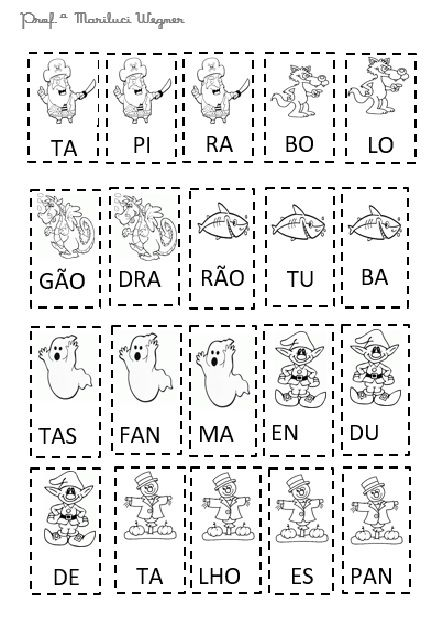 Prof.ª Mariluci Wegner
TA PI RA BO LO
GÃO DRA RÃO TU BA
TAS FAN MA EN DU
DE TA LHO ES PAN